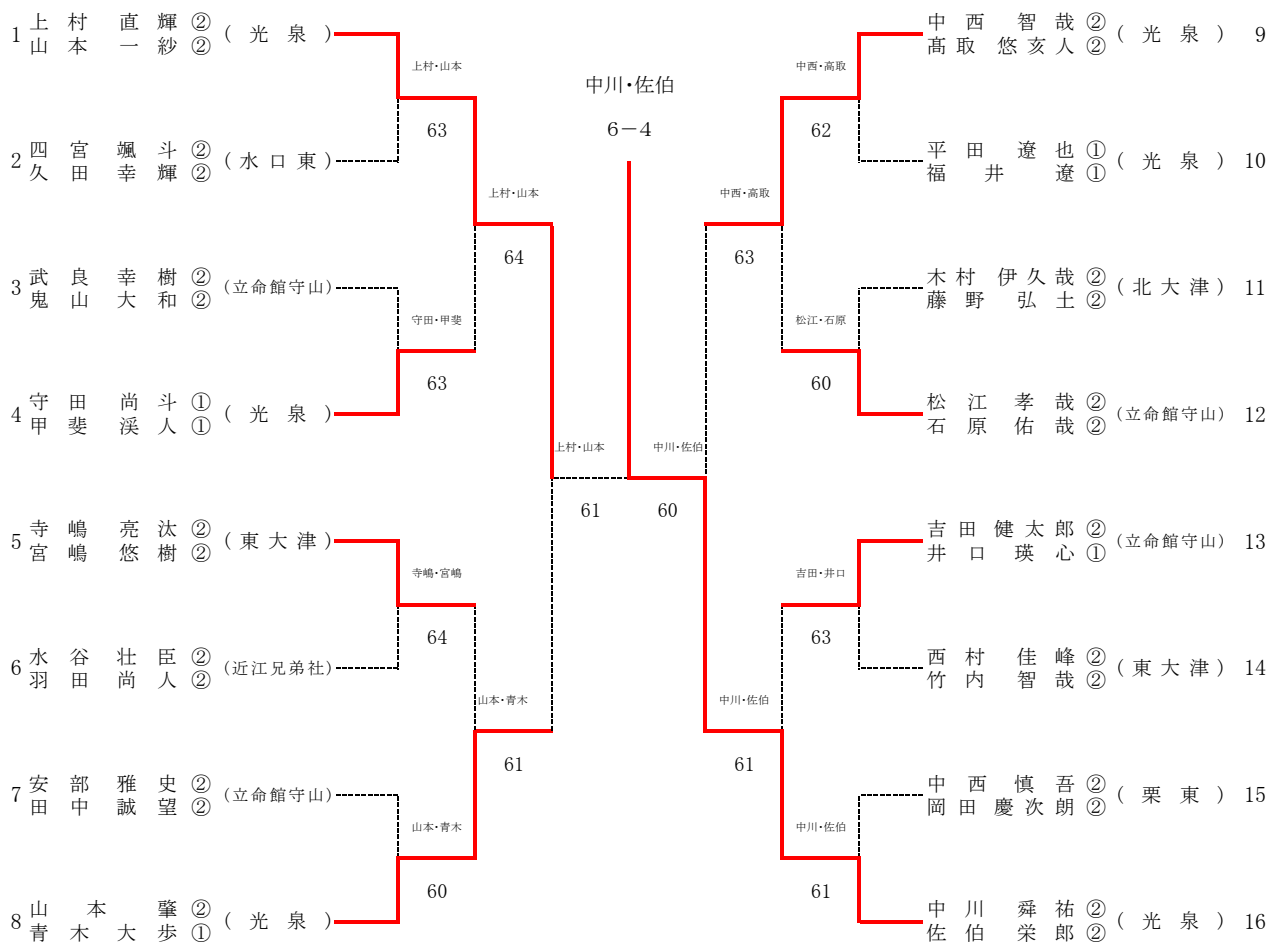 1 上村 直輝 ② (光泉)
山本 一紗 ②
上村・山本
63
2 四宮 颯斗 ② (水口東)
久田 幸輝 ②
上村・山本
64
3 武良 幸樹 ② (立命館守山)
鬼山 大和 ②
守田・甲斐
63
4 守田 尚斗 ① (光泉)
甲斐 渓人 ①
上村・山本
61
5 寺嶋 亮汰 ② (東大津)
宮嶋 悠樹 ②
寺嶋・宮嶋
64
6 水谷 壮臣 ② (近江兄弟社)
羽田 尚人 ②
山本・青木
61
7 安部 雅史 ② (立命館守山)
田中 誠望 ②
山本・青木
60
8 山本 肇 ② (光泉)
青木 大歩 ①
中川・佐伯
6－4
中西 智哉 ② (光泉) 9
髙取 悠亥人 ②
中西・高取
62
平田 遼也 ① (光泉) 10
福井 遼 ①
中西・高取
63
木村 伊久哉 ② (北大津) 11
藤野 弘土 ②
松江・石原
60
松江 孝哉 ② (立命館守山) 12
石原 佑哉 ②
中川・佐伯
60
吉田 健太郎 ② (立命館守山) 13
井口 瑛心 ①
吉田・井口
63
西村 佳峰 ② (東大津) 14
竹内 智哉 ②
中川・佐伯
61
中西 慎吾 ② (栗東) 15
岡田 慶次朗 ②
中川・佐伯
61
中川 舜祐 ② (光泉) 16
佐伯 栄郎 ②